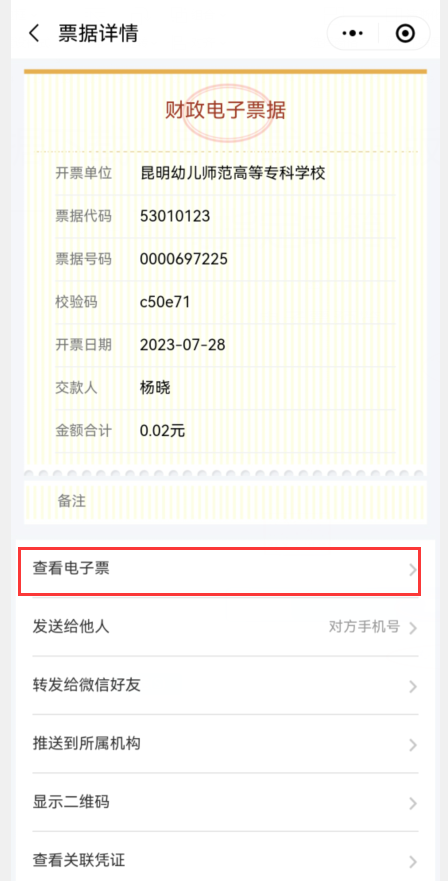 票据详情
财政电子票据
开票单位 昆明幼儿师范高等专科学校
票据代码 53010123
票据号码 0000697225
校验码 c50e71
开票日期 2023-07-28
交款人 杨晓
金额合计 0.02元
备注
查看电子票
发送给他人 对方手机号
转发给微信好友
推送到所属机构
显示二维码
查看关联凭证